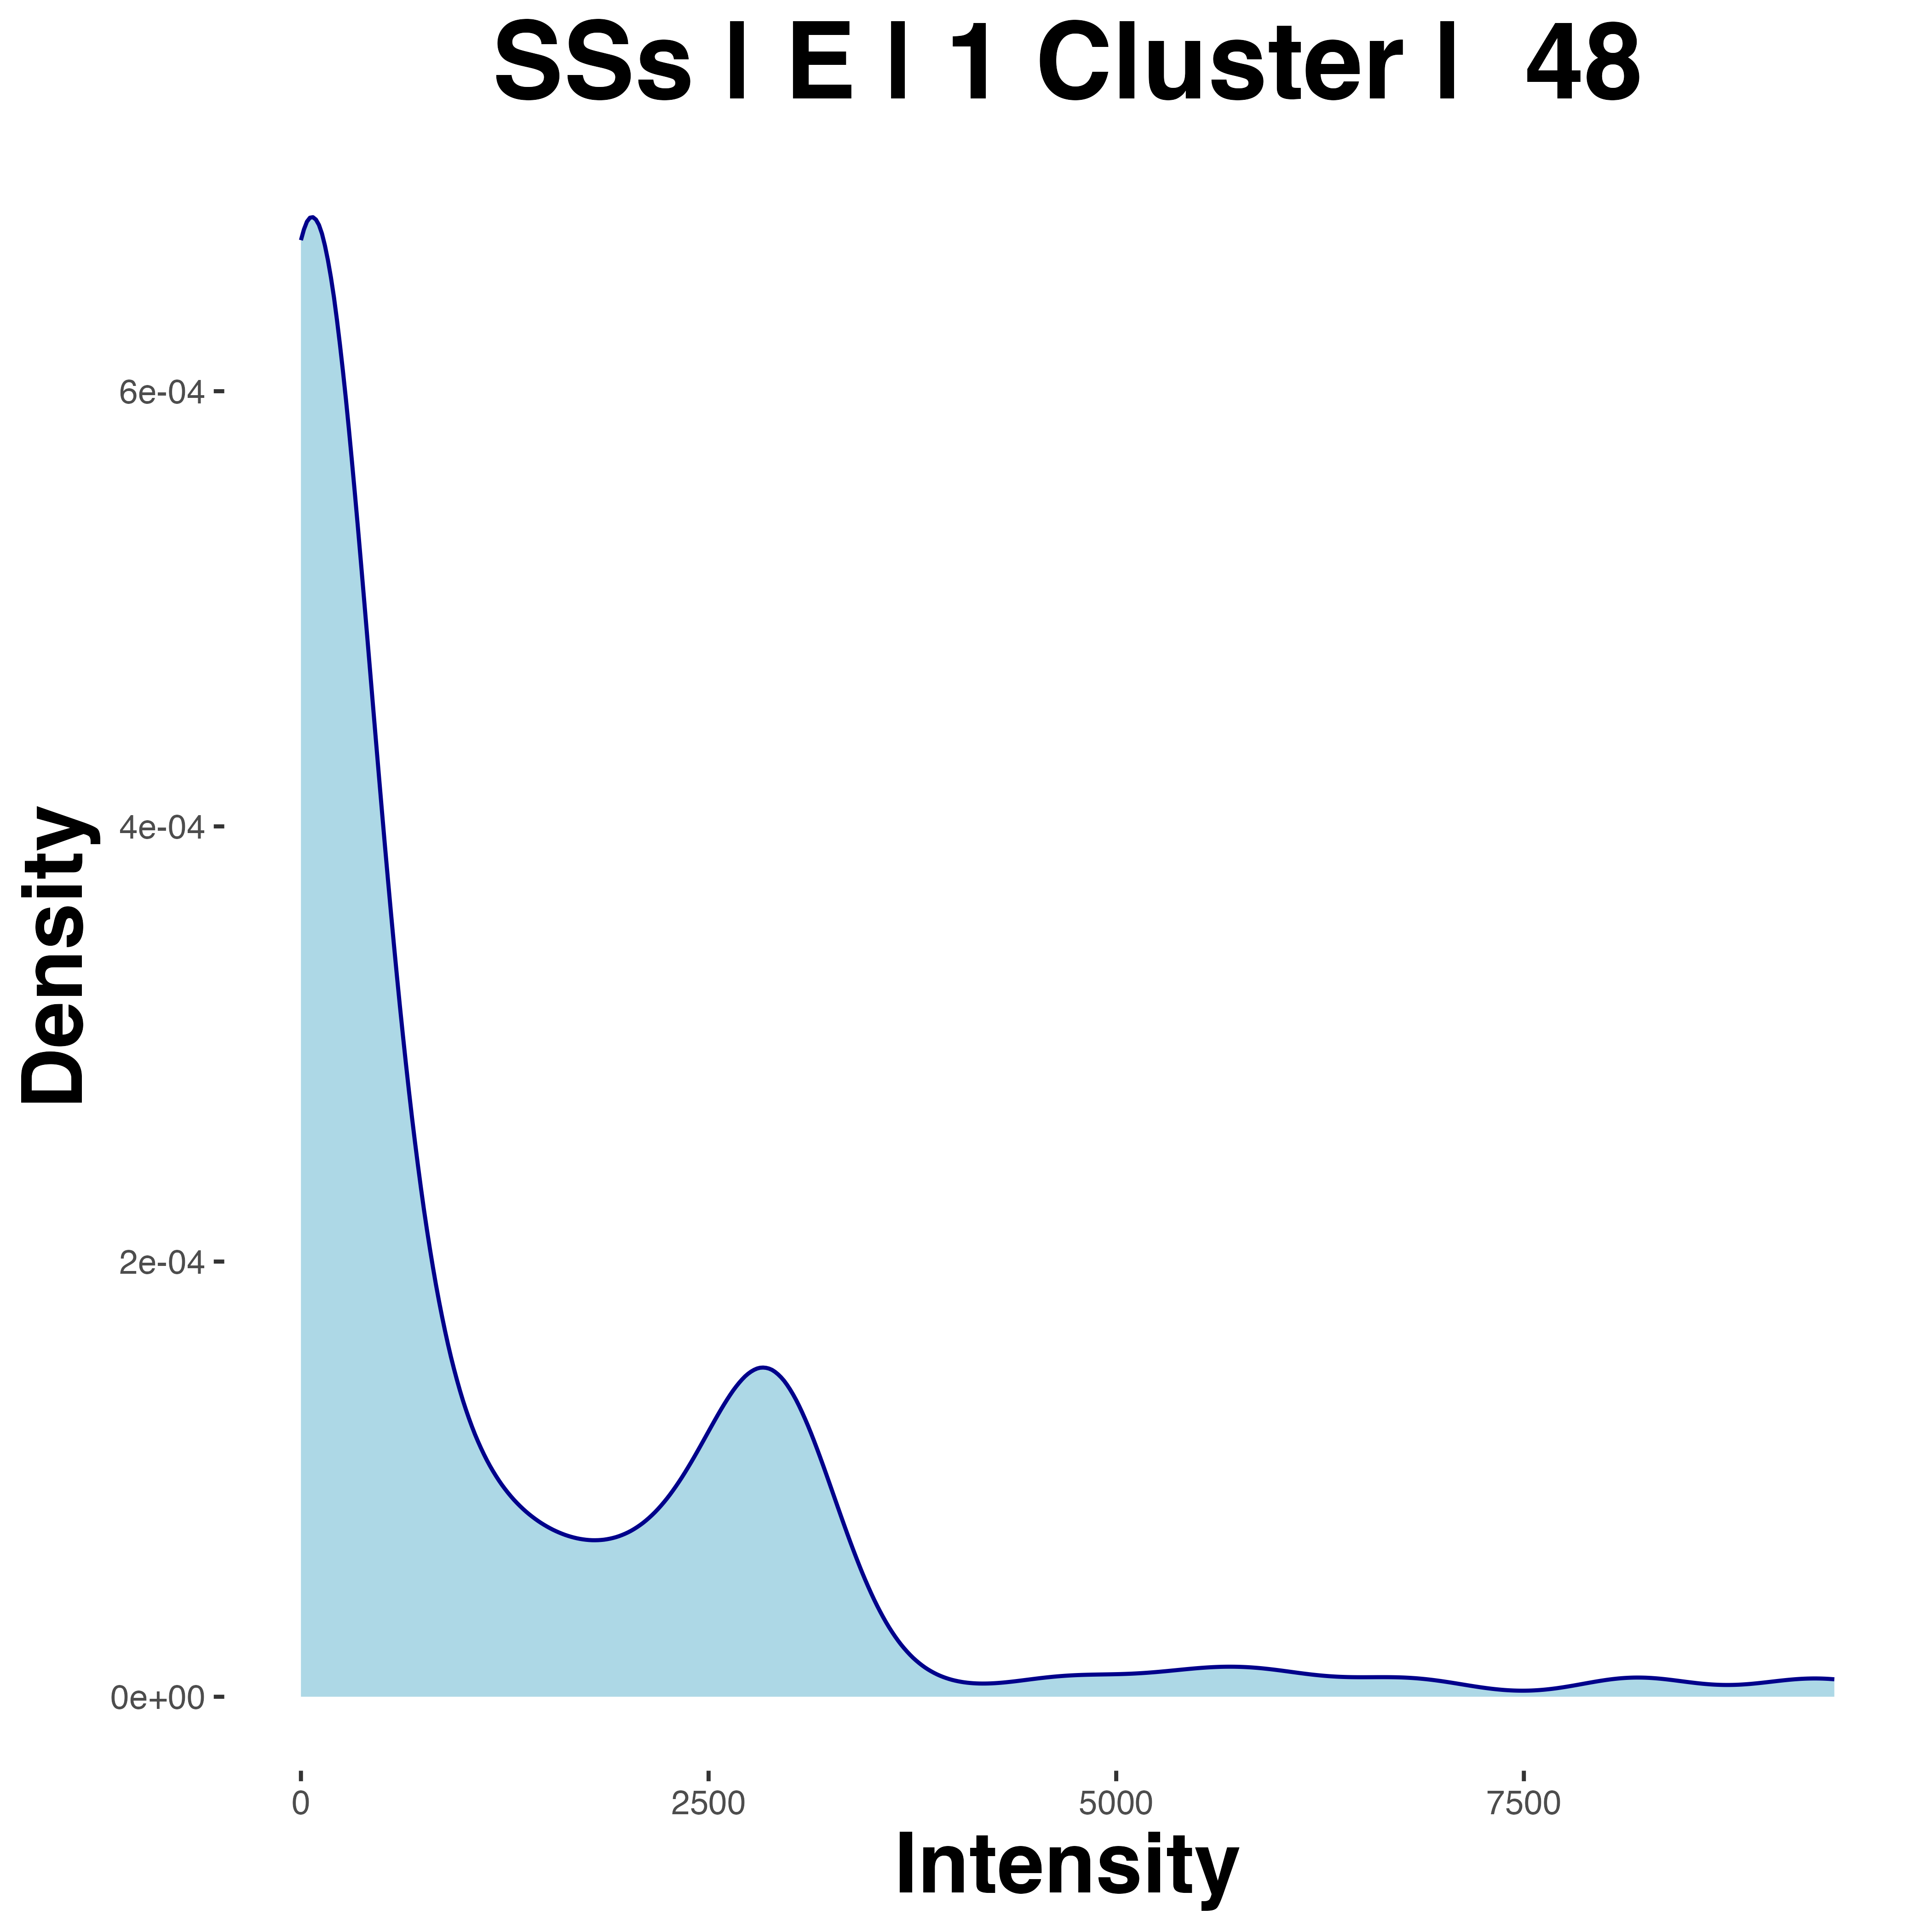 SSs | E | 1 Cluster | 48
Density
6e-04
4e-04
2e-04
0e+00
0
2500
5000
7500
Intensity